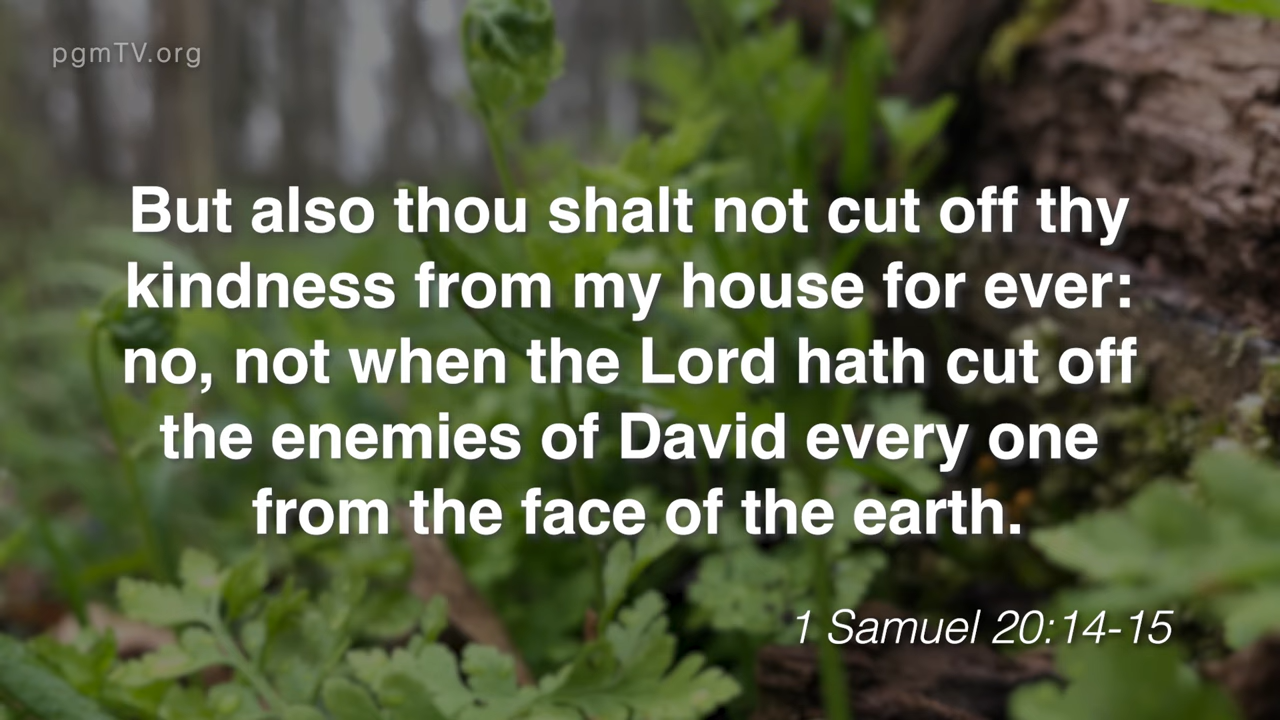 pgmTV.org
But also thou shalt not cut off thy
kindness from my house for ever:
no, not when the Lord hath cut off
the enemies of David every one
from the face of the earth.
1 Samuel 20:14-15